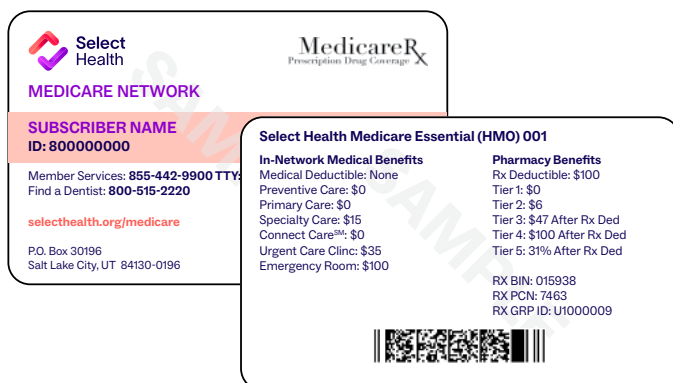 Select
Health
MedicareRx
Prescription Drug Coverage
MEDICARE NETWORK
SUBSCRIBER NAME
ID: 800000000
Member Services: 855-442-9900 TTY:
Find a Dentist: 800-515-2220
selecthealth.org/medicare
P.O. Box 30196
Salt Lake City, UT 84130-0196
SAMPLE
Select Health Medicare Essential (HMO) 001
In-Network Medical Benefits
Medical Deductible: None
Preventive Care: $0
Primary Care: $0
Specialty Care: $15
Connect Care℠: $0
Urgent Care Clinc: $35
Emergency Room: $100
Pharmacy Benefits
Rx Deductible: $100
Tier 1: $0
Tier 2: $6
Tier 3: $47 After Rx Ded
Tier 4: $100 After Rx Ded
Tier 5: 31% After Rx Ded
RX BIN: 015938
RX PCN: 7463
RX GRP ID: U1000009
SAMPLE